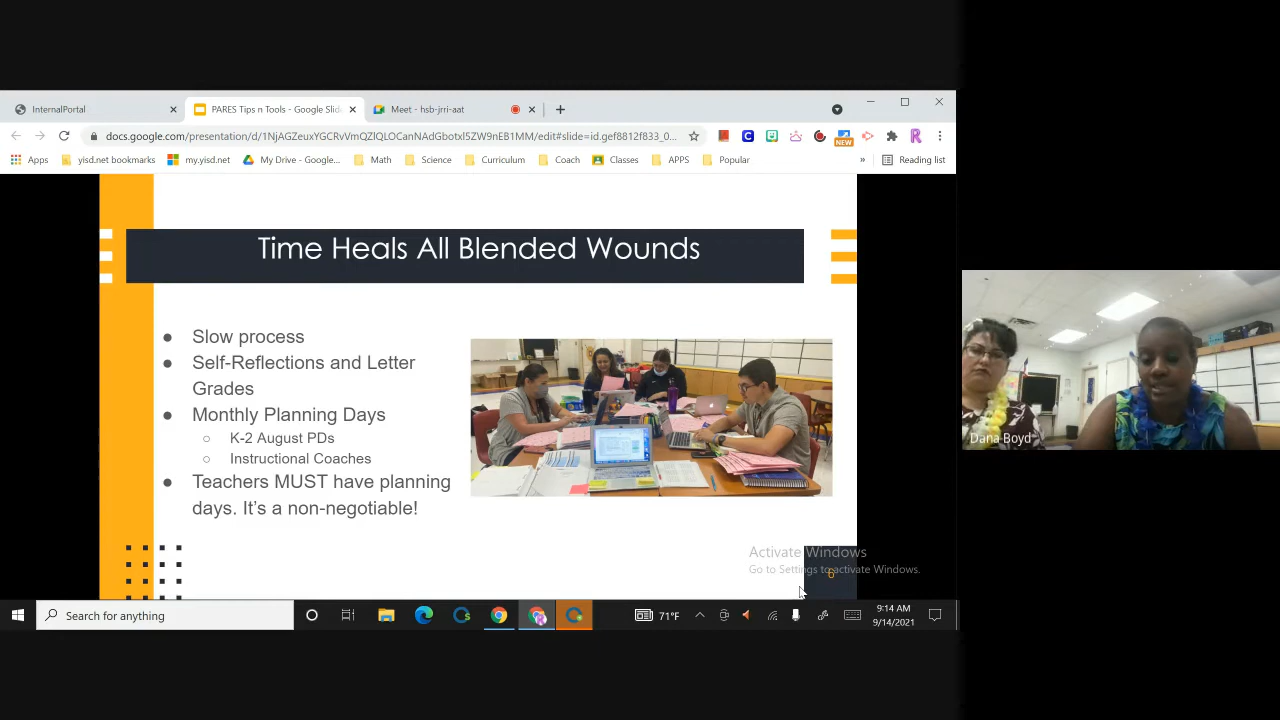 InternalPortal
PARES Tips n Tools - Google Slid
Meet - hsb-jrri-aat
docs.google.com/presentation/d/1NjAGZeuxYGCRvVmQZlQLOCanNAdGbotxI5ZW9nEB1MM/edit#slide=id.gef8812f833_0...
NEW
Apps yisd.net bookmarks my.yisd.net My Drive - Google... Math Science Curriculum Coach Classes APPS Popular » Reading list
Time Heals All Blended Wounds
● Slow process
● Self-Reflections and Letter
Grades
● Monthly Planning Days
○ K-2 August PDs
○ Instructional Coaches
● Teachers MUST have planning
days. It's a non-negotiable!
Dana Boyd
Activate Windows
Go to Settings to activate Windows.
6
Search for anything
71°F
9:14 AM
9/14/2021